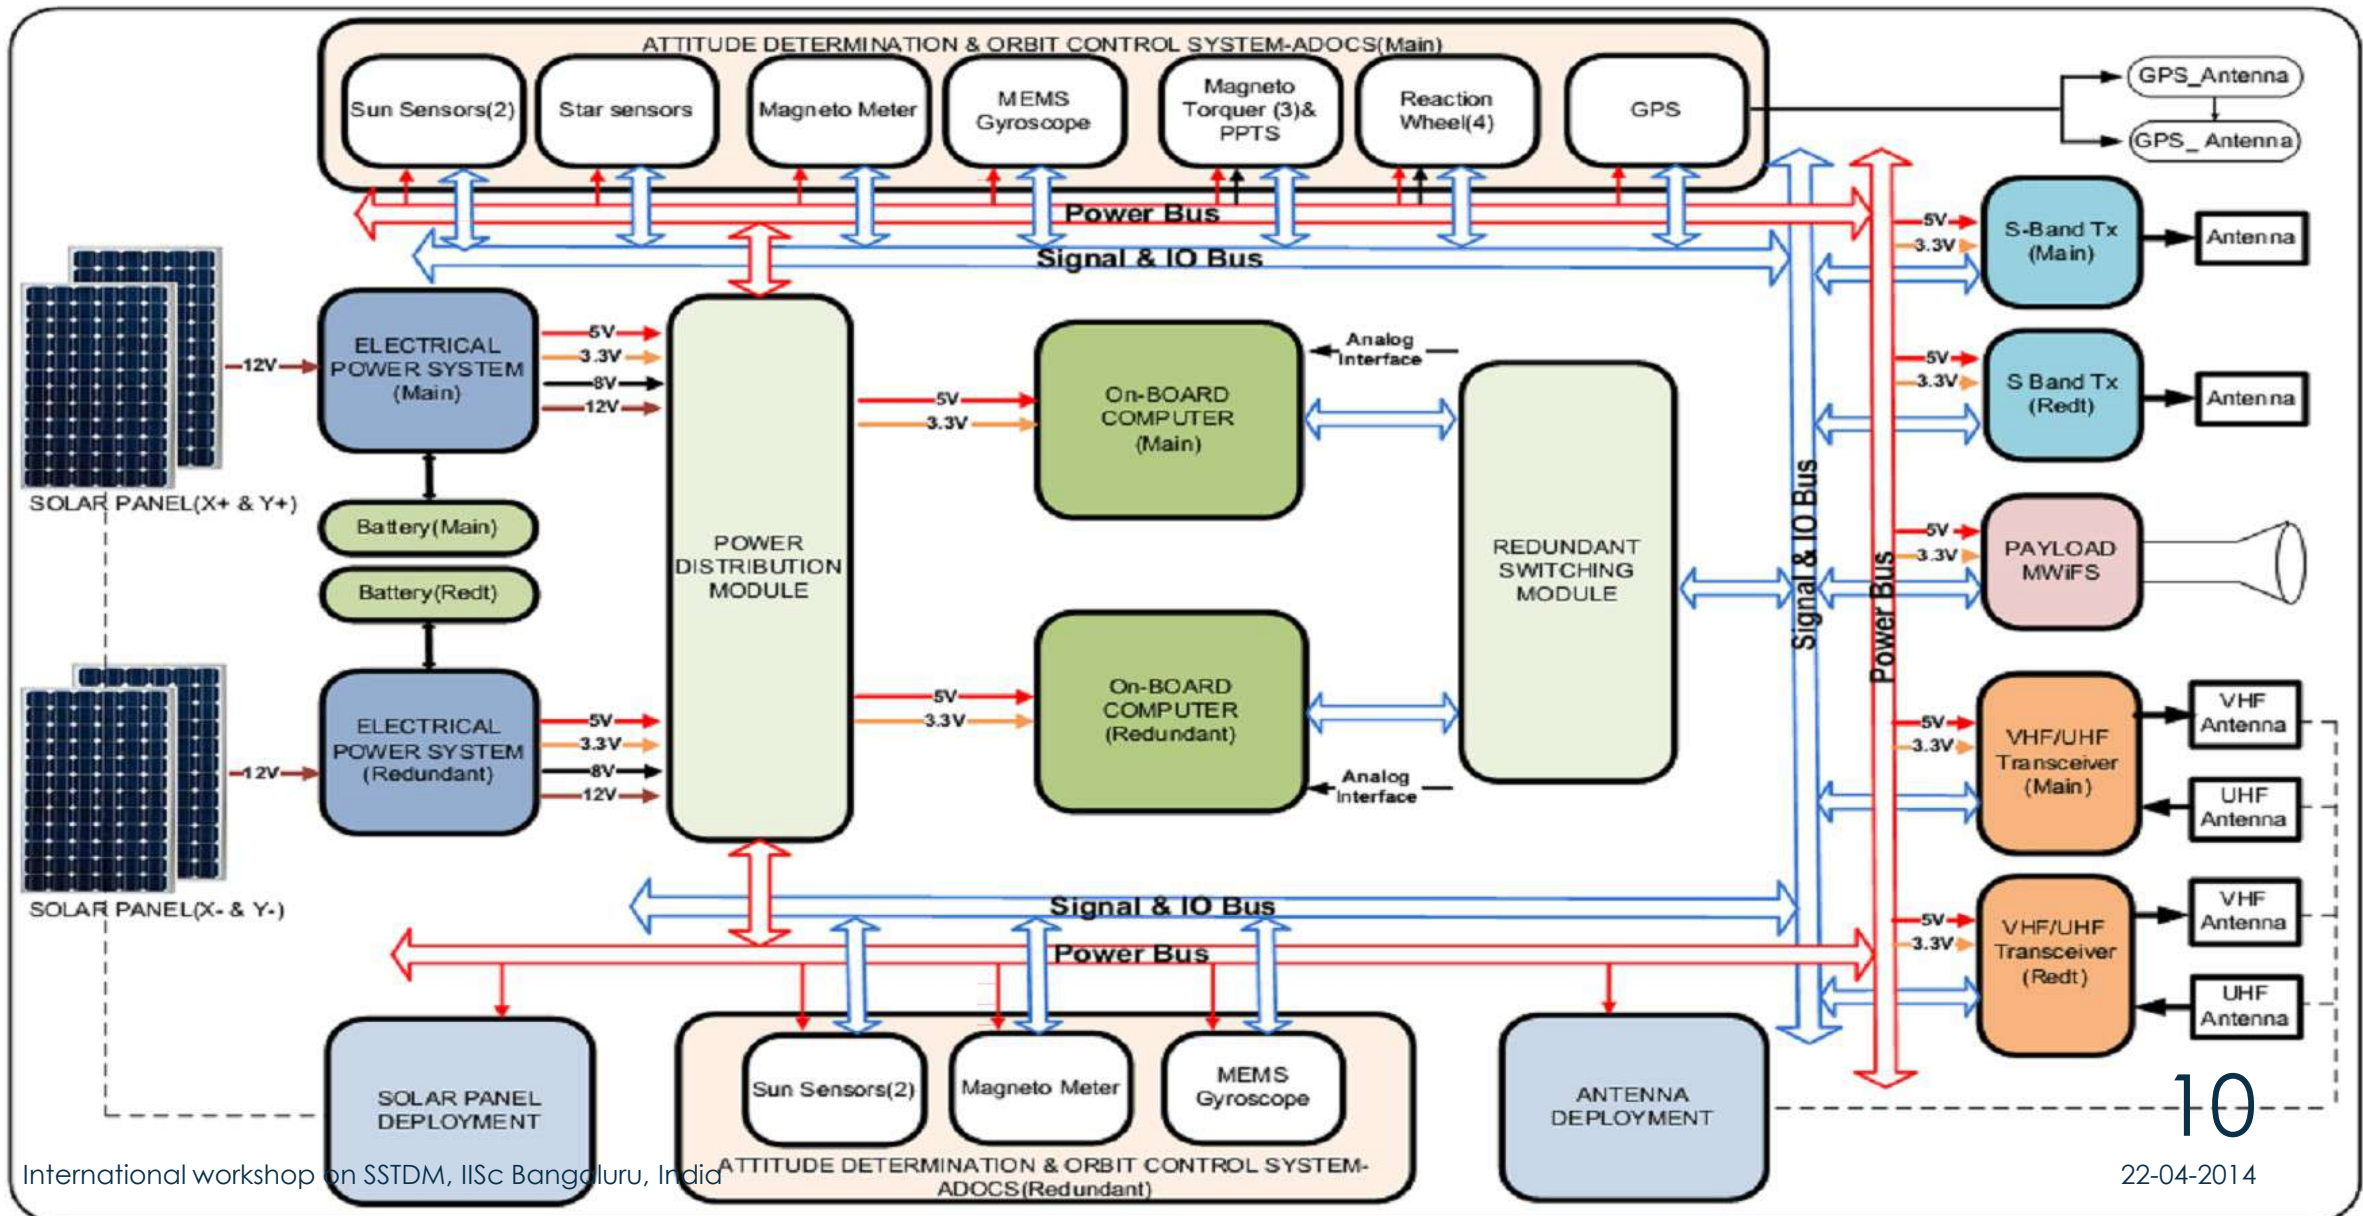 ATTITUDE DETERMINATION & ORBIT CONTROL SYSTEM-ADOCS(Main)
Sun Sensors(2)
Star sensors
Magneto Meter
MEMS
Gyroscope
Magneto
Torquer (3)&
PPTS
Reaction
Wheel(4)
GPS
GPS_Antenna
GPS_ Antenna
Power Bus
Signal & IO Bus
SOLAR PANEL(X+ & Y+)
12V
ELECTRICAL
POWER SYSTEM
(Main)
5V
3.3V
8V
12V
Battery(Main)
Battery(Redt)
SOLAR PANEL(X- & Y-)
12V
ELECTRICAL
POWER SYSTEM
(Redundant)
5V
3.3V
8V
12V
POWER
DISTRIBUTION
MODULE
5V
3.3V
On-BOARD
COMPUTER
(Main)
Analog
Interface
5V
3.3V
On-BOARD
COMPUTER
(Redundant)
Analog
Interface
REDUNDANT
SWITCHING
MODULE
Signal & IO Bus
Power Bus
5V
3.3V
S-Band Tx
(Main)
Antenna
5V
3.3V
S Band Tx
(Redt)
Antenna
5V
3.3V
PAYLOAD
MWiFS
5V
3.3V
VHF/UHF
Transceiver
(Main)
VHF
Antenna
UHF
Antenna
5V
3.3V
VHF/UHF
Transceiver
(Redt)
VHF
Antenna
UHF
Antenna
Signal & IO Bus
Power Bus
SOLAR PANEL
DEPLOYMENT
Sun Sensors(2)
Magneto Meter
MEMS
Gyroscope
ATTITUDE DETERMINATION & ORBIT CONTROL SYSTEM-
ADOCS(Redundant)
ANTENNA
DEPLOYMENT
10
International workshop on SSTDM, IISc Bangaluru, India
22-04-2014